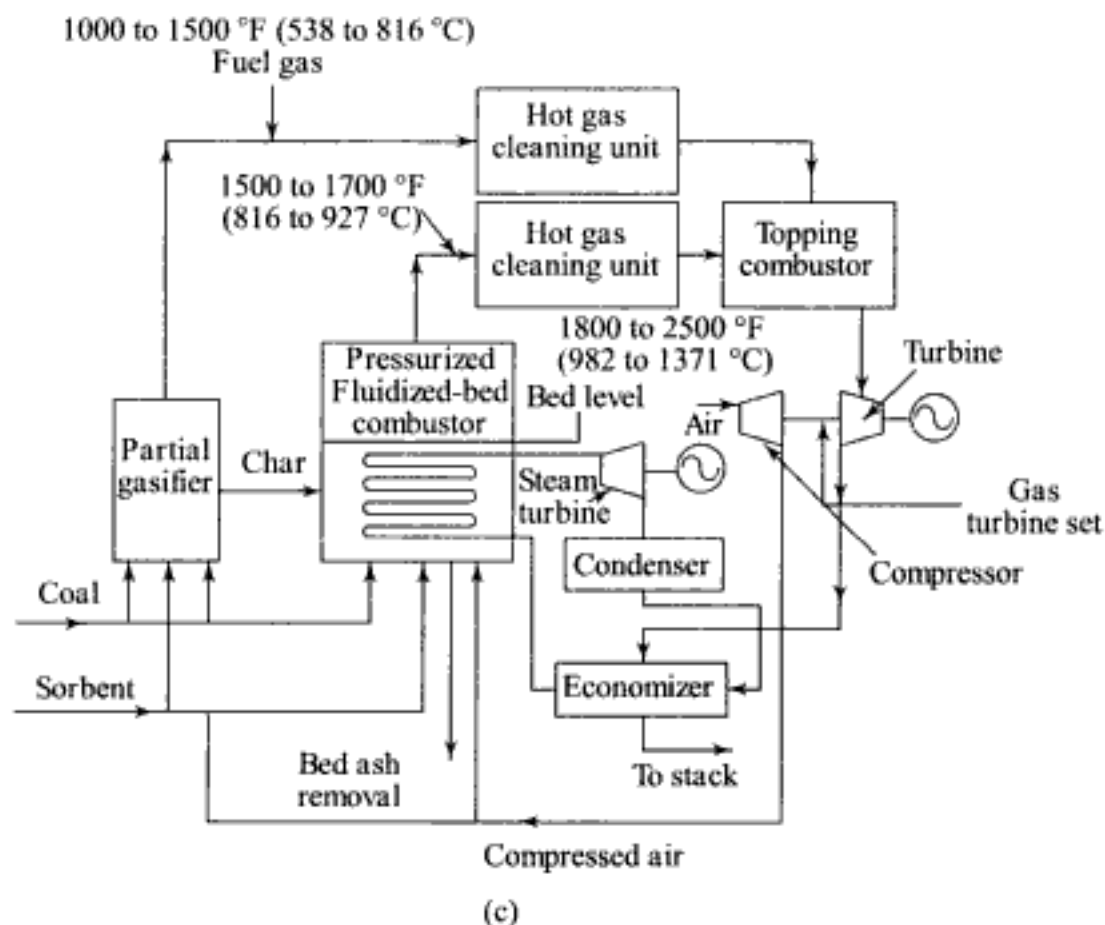 1000 to 1500 °F (538 to 816 °C)
Fuel gas
Hot gas
cleaning unit
1500 to 1700 °F
(816 to 927 °C)
Hot gas
cleaning unit
Topping
combustor
1800 to 2500 °F
(982 to 1371 °C)
Turbine
Pressurized
Fluidized-bed
combustor
Bed level
Air
Partial
gasifier
Char
Steam
turbine
Gas
turbine set
Condenser
Compressor
Coal
Sorbent
Economizer
Bed ash
removal
To stack
Compressed air
(c)